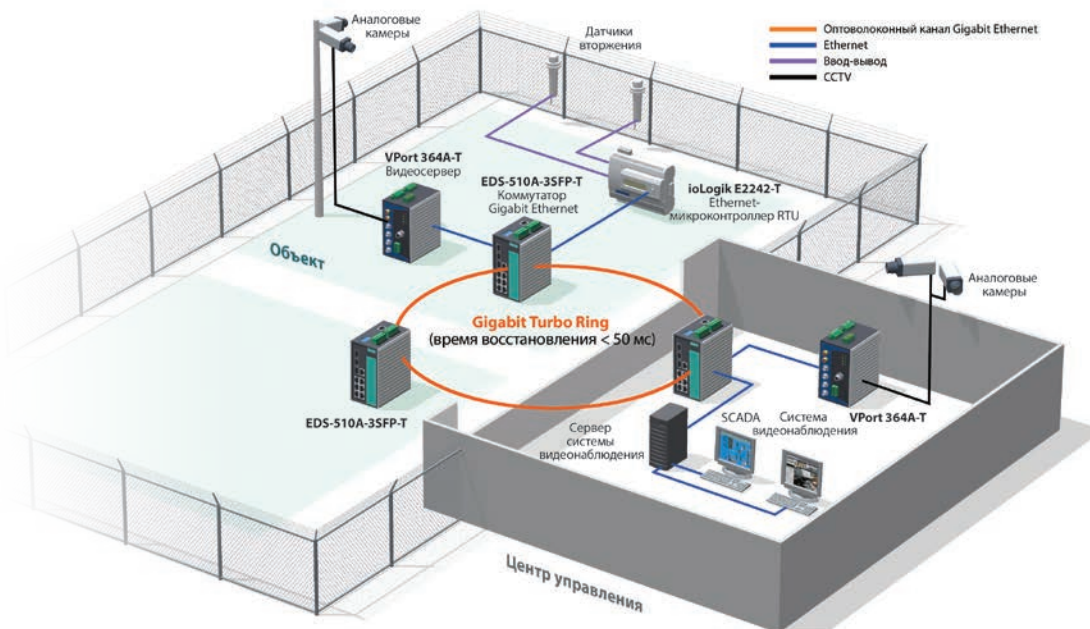 Аналоговые
камеры
Датчики
вторжения
Оптоволоконный канал Gigabit Ethernet
Ethernet
Ввод-вывод
CCTV
VPort 364A-T
Видеосервер
EDS-510A-3SFP-T
Коммутатор
Gigabit Ethernet
ioLogik E2242-T
Ethernet-
микроконтроллер RTU
Объект
Аналоговые
камеры
Gigabit Turbo Ring
(время восстановления < 50 мс)
EDS-510A-3SFP-T
Сервер
системы
видеонаблюдения
SCADA
Система
видеонаблюдения
VPort 364A-T
Центр управления